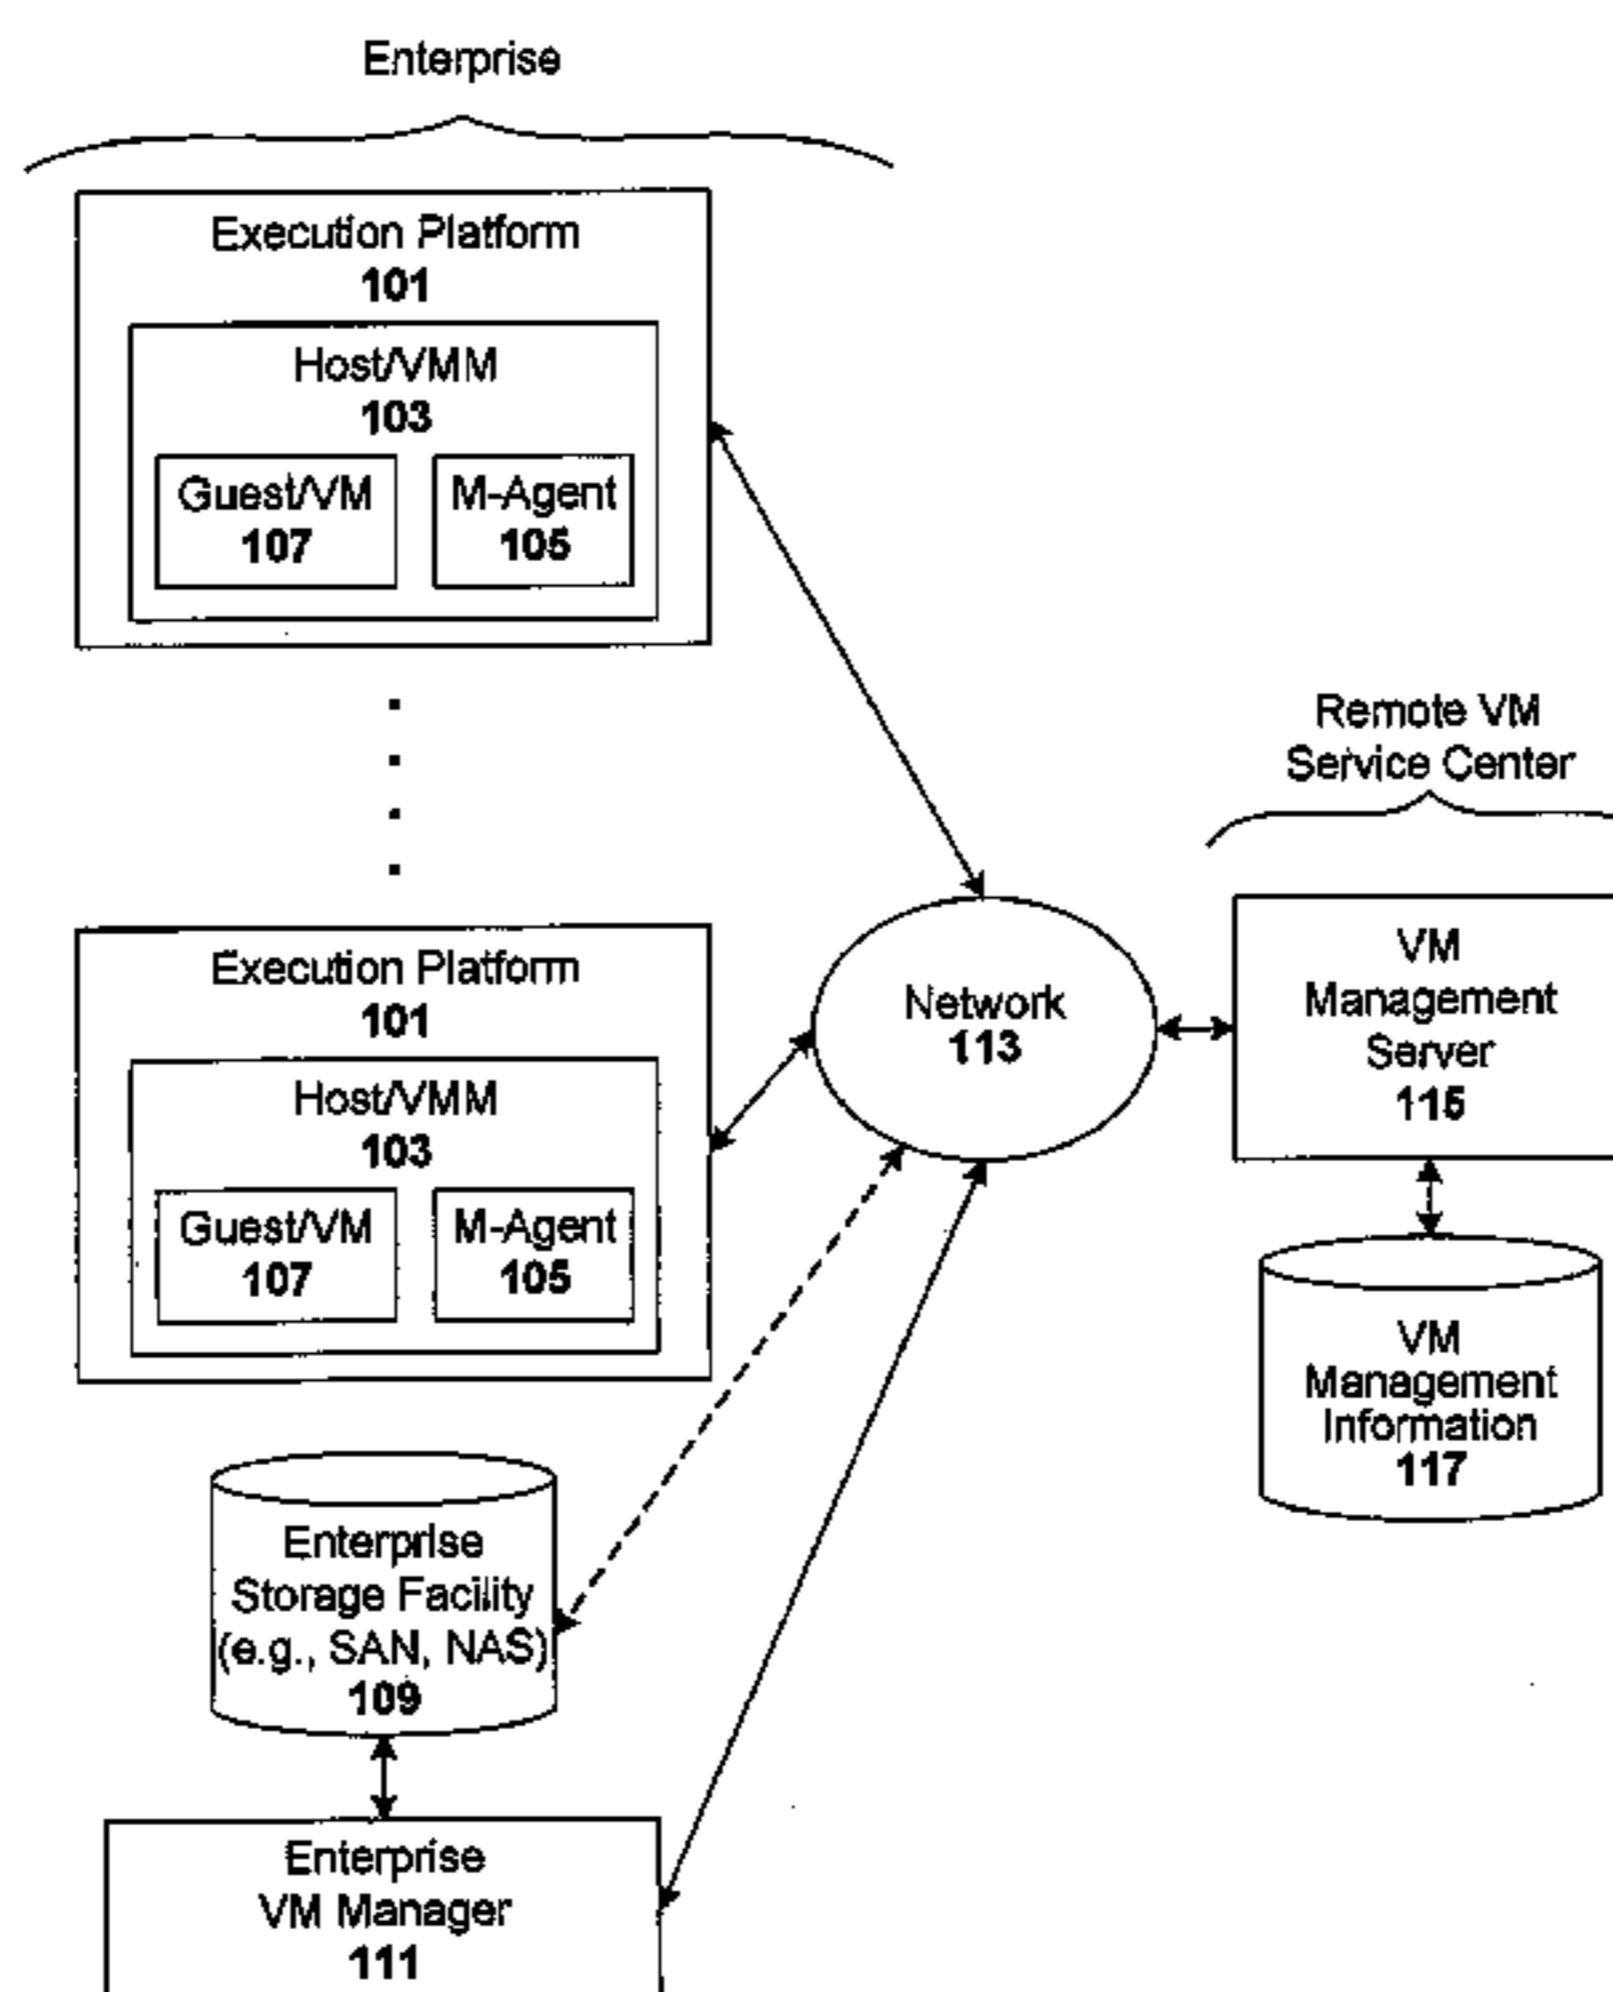 Enterprise
Execution Platform
101
Host/VMM
103
Guest/VM
107
M-Agent
105
Remote VM
Service Center
Execution Platform
101
Host/VMM
103
Guest/VM
107
M-Agent
105
Network
113
VM
Management
Server
115
VM
Management
Information
117
Enterprise
Storage Facility
(e.g., SAN, NAS)
109
Enterprise
VM Manager
111